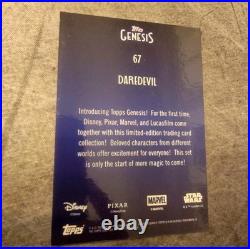 Topps
GENESIS
67
DAREDEVIL
Introducing Topps Genesis! For the first time,
Disney, Pixar, Marvel, and Lucasfilm come
together with this limited-edition trading card
collection! Beloved characters from different
worlds offer excitement for everyone! This set
is only the start of more magic to come!
Disney
PIXAR
MARVEL
STAR WARS
TOPPS